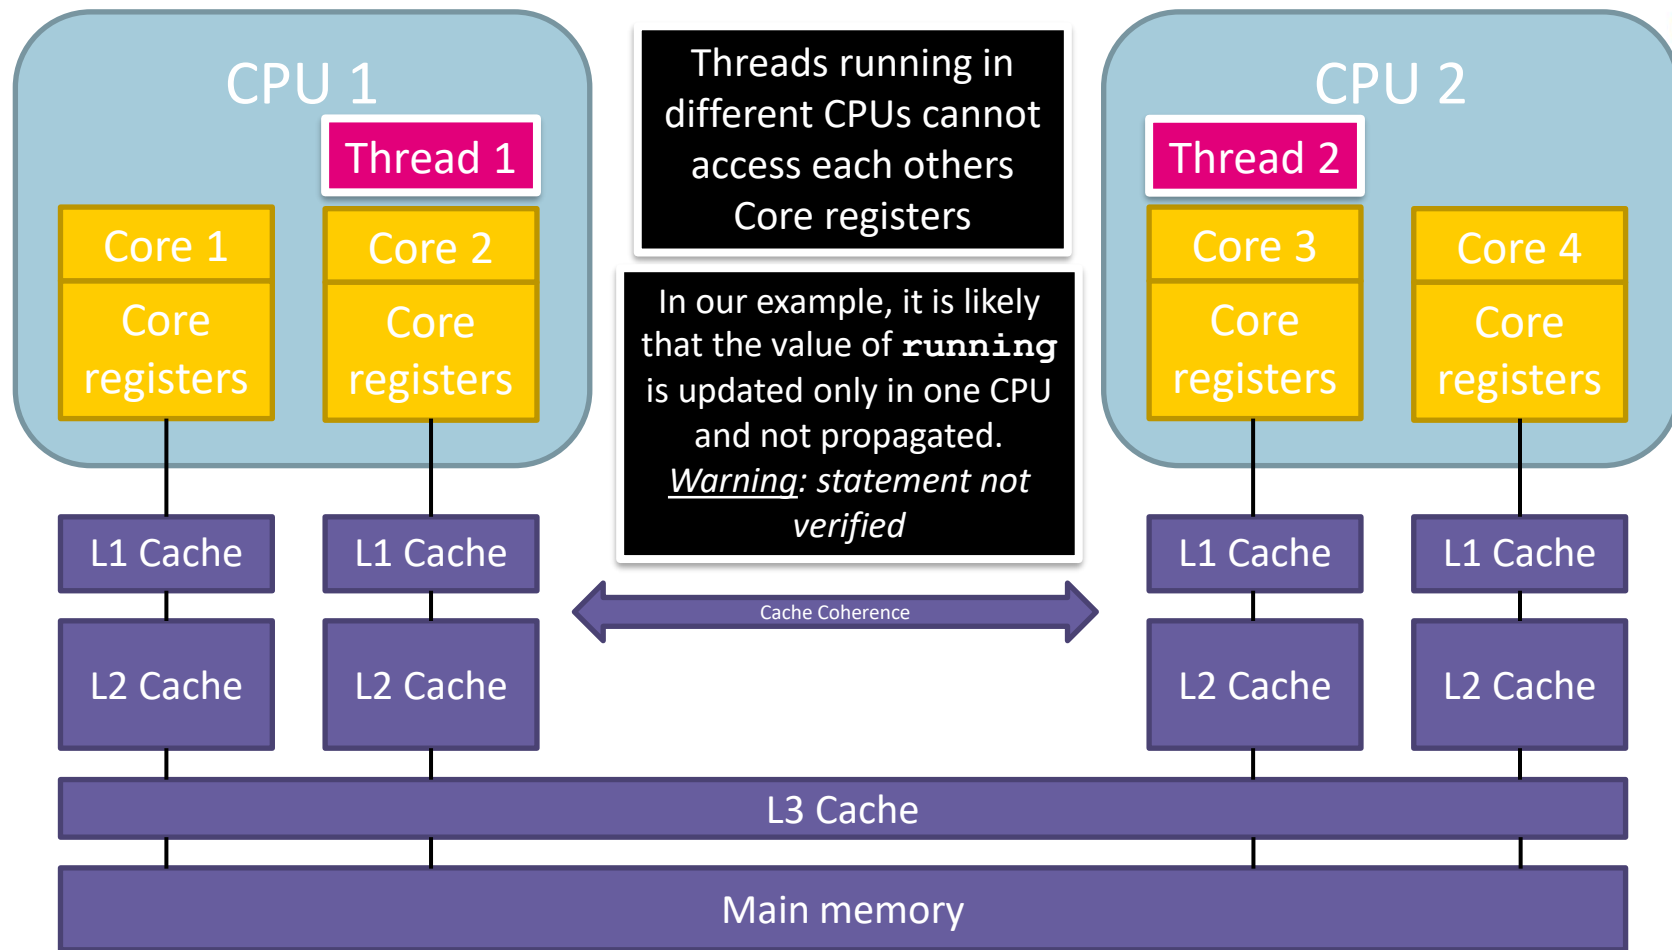 CPU 1
Thread 1
Core 1
Core registers
Core 2
Core registers
Threads running in
different CPUs cannot
access each others
Core registers
In our example, it is likely
that the value of running
is updated only in one CPU
and not propagated.
Warning: statement not
verified
CPU 2
Thread 2
Core 3
Core registers
Core 4
Core registers
L1 Cache
L1 Cache
Cache Coherence
L1 Cache
L1 Cache
L2 Cache
L2 Cache
L2 Cache
L2 Cache
L3 Cache
Main memory